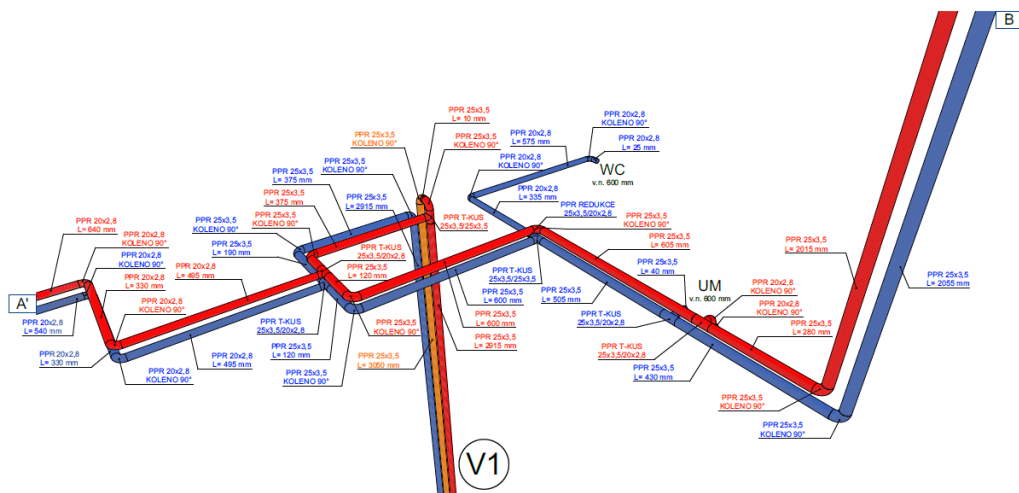 B
PPR 25x3,5
L= 10 mm
PPR 25x3,5
KOLENO 90°
PPR 25x3,5
KOLENO 90°
PPR 20x2,8
L= 575 mm
PPR 20x2,8
KOLENO 90°
PPR 20x2,8
L= 25 mm
WC
v.n. 600 mm
PPR 20x2,8
KOLENO 90°
PPR 25x3,5
KOLENO 90°
PPR 25x3,5
L= 375 mm
PPR 25x3,5
L= 375 mm
PPR 25x3,5
L= 2915 mm
PPR 20x2,8
L= 335 mm
PPR REDUKCE
25x3,5/20x2,8
PPR 25x3,5
KOLENO 90°
PPR T-KUS
25x3,5/25x3,5
PPR 20x2,8
L= 640 mm
PPR 20x2,8
KOLENO 90°
PPR 20x2,8
KOLENO 90°
PPR 25x3,5
KOLENO 90°
PPR 25x3,5
KOLENO 90°
PPR 25x3,5
L= 190 mm
PPR T-KUS
25x3,5/20x2,8
PPR 25x3,5
L= 120 mm
PPR 20x2,8
L= 330 mm
PPR 20x2,8
L= 495 mm
PPR 25x3,5
L= 605 mm
PPR 25x3,5
L= 2015 mm
PPR 25x3,5
L= 40 mm
PPR T-KUS
25x3,5/25x3,5
PPR 25x3,5
L= 600 mm
PPR 25x3,5
L= 505 mm
UM
v.n. 600 mm
PPR 20x2,8
KOLENO 90°
PPR 20x2,8
KOLENO 90°
PPR 25x3,5
L= 2055 mm
A'
PPR 20x2,8
L= 540 mm
PPR 20x2,8
KOLENO 90°
PPR T-KUS
25x3,5/20x2,8
PPR 25x3,5
KOLENO 90°
PPR 25x3,5
L= 600 mm
PPR T-KUS
25x3,5/20x2,8
PPR 25x3,5
L= 280 mm
PPR 20x2,8
L= 330 mm
PPR 20x2,8
L= 495 mm
PPR 25x3,5
L= 120 mm
PPR 25x3,5
L= 3050 mm
PPR 25x3,5
L= 2915 mm
PPR T-KUS
25x3,5/20x2,8
PPR 25x3,5
L= 430 mm
PPR 20x2,8
KOLENO 90°
PPR 25x3,5
KOLENO 90°
PPR 25x3,5
KOLENO 90°
PPR 25x3,5
KOLENO 90°
V1